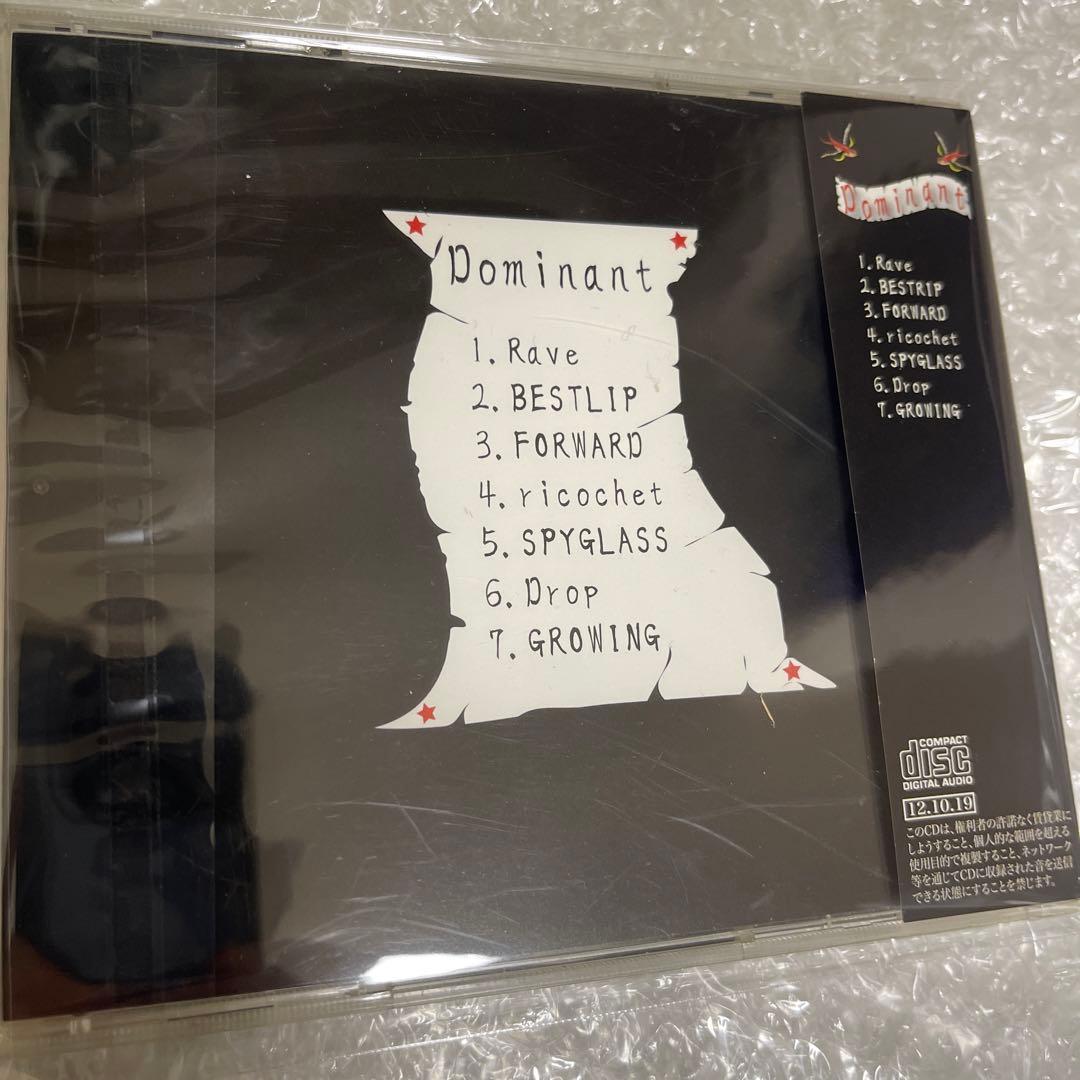 Dominant
1. Rave
2. BESTLIP
3. FORWARD
4. ricochet
5. SPYGLASS
6. Drop
7. GROWING
Dominant
1. Rave
2. BESTRIP
3. FORWARD
4. ricochet
5. SPYGLASS
6. Drop
7. GROWING
COMPACT
disc
DIGITAL AUDIO
12.10.19
このCDは、権利者の許諾なく賃貸業に
しようすること、個人的な範囲を超える
使用目的で複製すること、ネットワーク
等を通じてCDに収録された音を送信
できる状態にすることを禁じます。